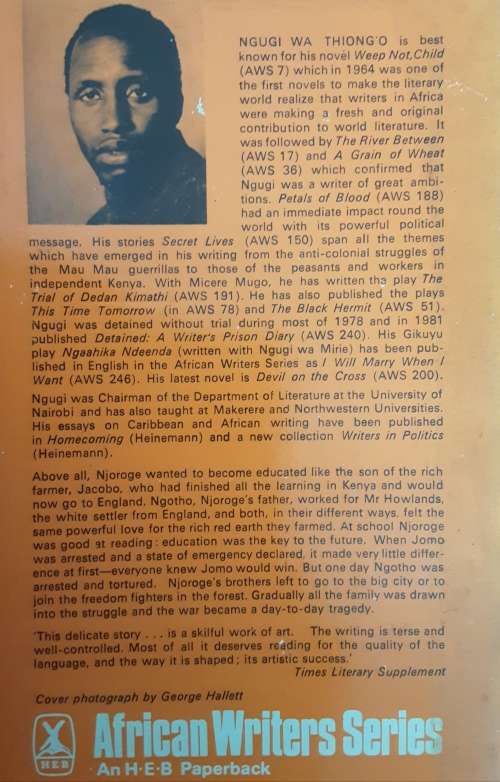 NGUGI WA THIONG'O is best
known for his novel Weep Not,Child
(AWS 7) which in 1964 was one of
the first novels to make the literary
world realize that writers in Africa
were making a fresh and original
contribution to world literature. It
was followed by The River Between
(AWS 17) and A Grain of Wheat
(AWS 36) which confirmed that
Ngugi was a writer of great ambi-
tions. Petals of Blood (AWS 188)
had an immediate impact round the
world with its powerful political
message. His stories Secret Lives (AWS 150) span all the themes
which have emerged in his writing from the anti-colonial struggles of
the Mau Mau guerrillas to those of the peasants and workers in
independent Kenya. With Micere Mugo, he has written the play The
Trial of Dedan Kimathi (AWS 191). He has also published the plays
This Time Tomorrow (in AWS 78) and The Black Hermit (AWS 51).
Ngugi was detained without trial during most of 1978 and in 1981
published Detained: A Writer's Prison Diary (AWS 240). His Gikuyu
play Ngaahika Ndeenda (written with Ngugi wa Mirie) has been pub-
lished in English in the African Writers Series as I Will Marry When I
Want (AWS 246). His latest novel is Devil on the Cross (AWS 200).
Ngugi was Chairman of the Department of Literature at the University of
Nairobi and has also taught at Makerere and Northwestern Universities.
His essays on Caribbean and African writing have been published
in Homecoming (Heinemann) and a new collection Writers in Politics
(Heinemann).
Above all, Njoroge wanted to become educated like the son of the rich
farmer, Jacobo, who had finished all the learning in Kenya and would
now go to England. Ngotho, Njoroge's father, worked for Mr Howlands,
the white settler from England, and both, in their different ways, felt the
same powerful love for the rich red earth they farmed. At school Njoroge
was good at reading: education was the key to the future. When Jomo
was arrested and a state of emergency declared, it made very little differ-
ence at first—everyone knew Jomo would win. But one day Ngotho was
arrested and tortured. Njoroge's brothers left to go to the big city or to
join the freedom fighters in the forest. Gradually all the family was drawn
into the struggle and the war became a day-to-day tragedy.
'This delicate story . . . is a skilful work of art. The writing is terse and
well-controlled. Most of all it deserves reading for the quality of the
language, and the way it is shaped; its artistic success.'
Times Literary Supplement
Cover photograph by George Hallett
HEB
African Writers Series
An H·E·B Paperback